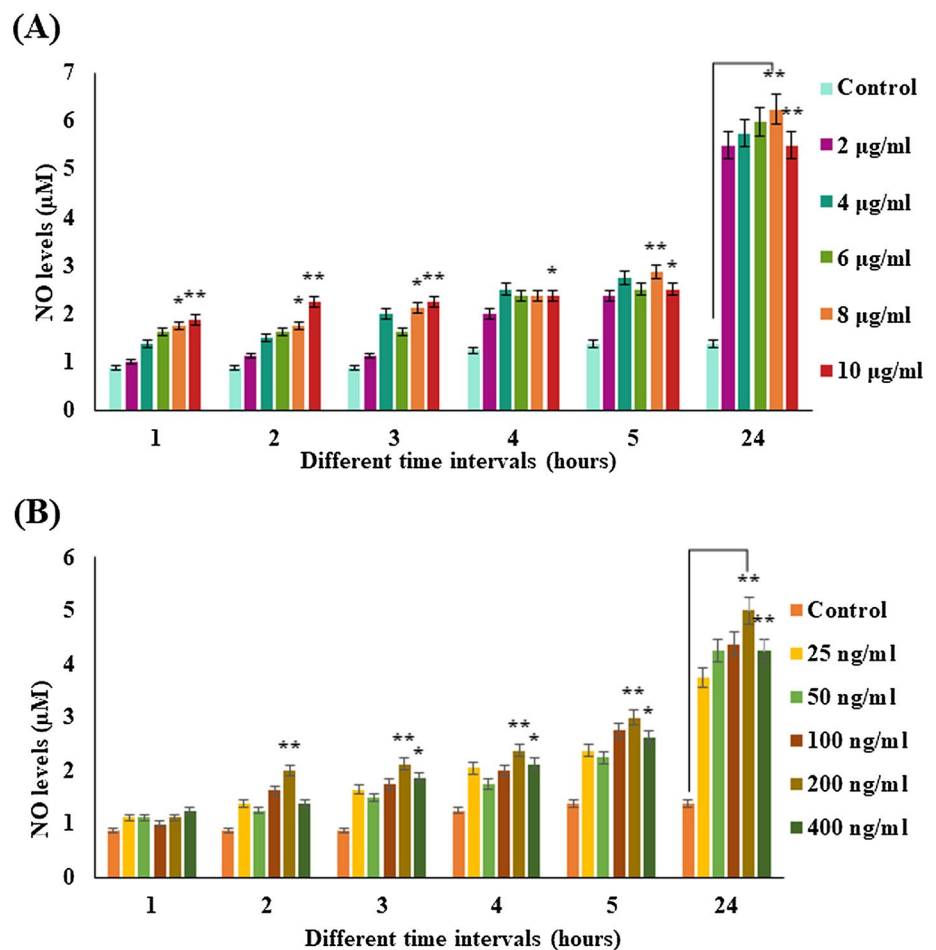 (A)
7
6
5
4
3
2
1
0
NO levels (µM)
* ** * ** * ** * ** * ** **
1 2 3 4 5 24
Different time intervals (hours)
Control
2 µg/ml
4 µg/ml
6 µg/ml
8 µg/ml
10 µg/ml
(B)
6
5
4
3
2
1
0
NO levels (µM)
** ** * ** * ** * ** **
1 2 3 4 5 24
Different time intervals (hours)
Control
25 ng/ml
50 ng/ml
100 ng/ml
200 ng/ml
400 ng/ml